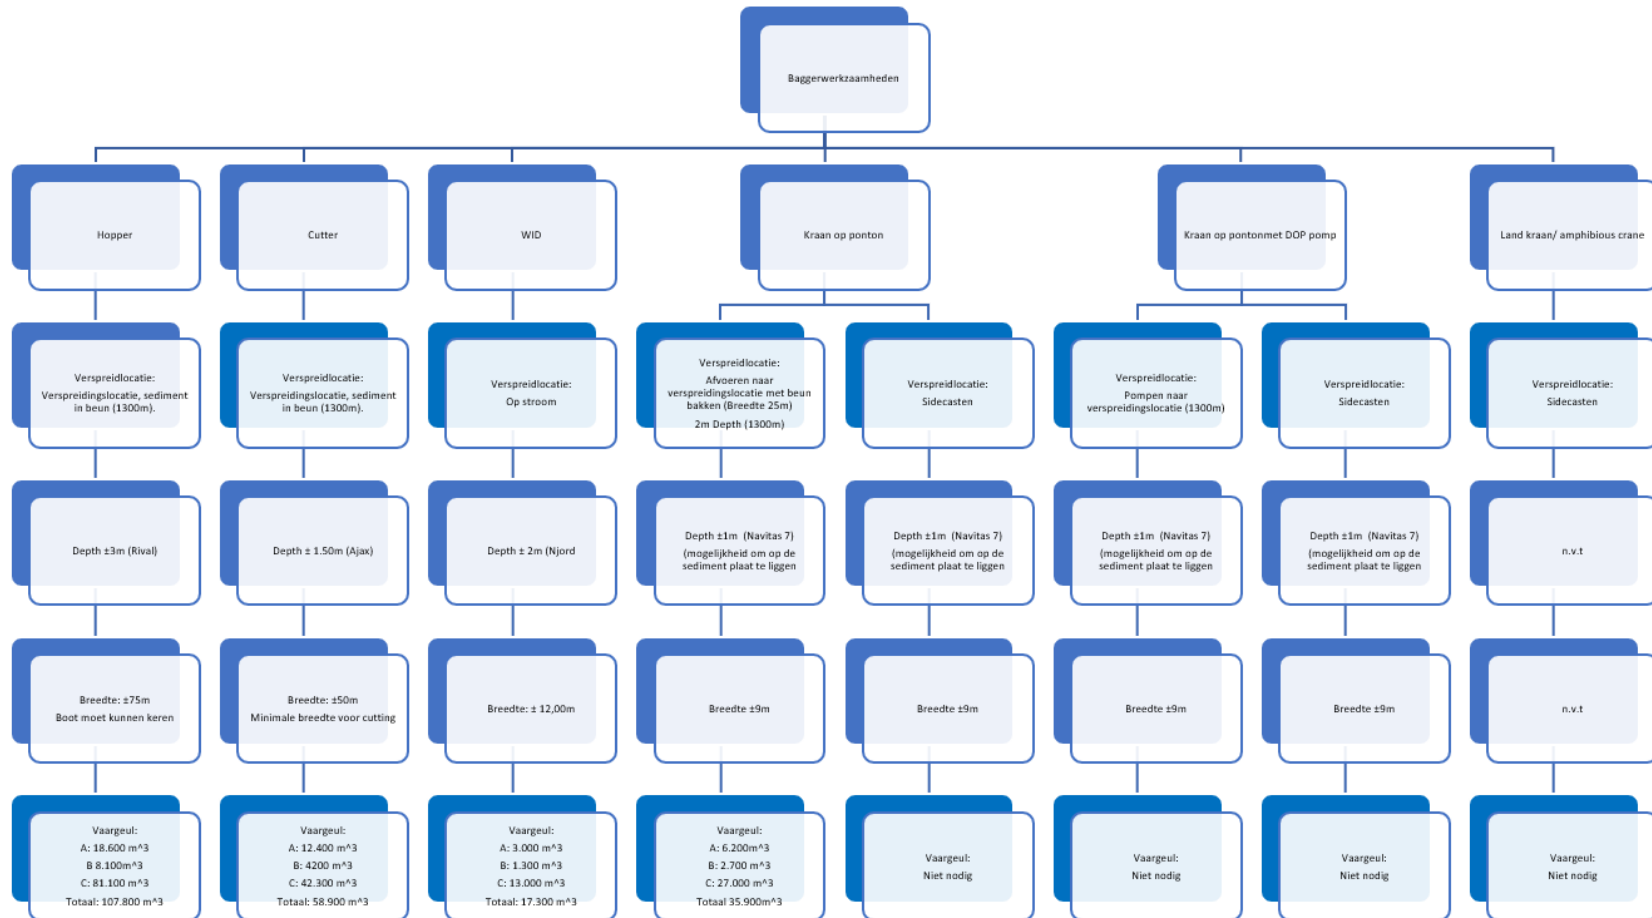 Baggerwerkzaamheden
Hopper
Cutter
WID
Kraan op ponton
Kraan op pontonmet DOP pomp
Land kraan/ amphibious crane
Verspreidlocatie:
Verspreidingslocatie, sediment
in beun (1300m).
Verspreidlocatie:
Verspreidingslocatie, sediment
in beun (1300m).
Verspreidlocatie:
Op stroom
Verspreidlocatie:
Afvoeren naar
verspreidingslocatie met beun
bakken (Breedte 25m)
2m Depth (1300m)
Verspreidlocatie:
Sidecasten
Verspreidlocatie:
Pompen naar
verspreidingslocatie (1300m)
Verspreidlocatie:
Sidecasten
Verspreidlocatie:
Sidecasten
Depth ±3m (Rival)
Depth ± 1.50m (Ajax)
Depth ± 2m (Njord
Depth ±1m (Navitas 7)
(mogelijkheid om op de
sediment plaat te liggen
Depth ±1m (Navitas 7)
(mogelijkheid om op de
sediment plaat te liggen
Depth ±1m (Navitas 7)
(mogelijkheid om op de
sediment plaat te liggen
Depth ±1m (Navitas 7)
(mogelijkheid om op de
sediment plaat te liggen
n.v.t
Breedte: ±75m
Boot moet kunnen keren
Breedte: ±50m
Minimale breedte voor cutting
Breedte: ± 12,00m
Breedte ±9m
Breedte ±9m
Breedte ±9m
Breedte ±9m
n.v.t
Vaargeul:
A: 18.600 m^3
B 8.100m^3
C: 81.100 m^3
Totaal: 107.800 m^3
Vaargeul:
A: 12.400 m^3
B: 4200 m^3
C: 42.300 m^3
Totaal: 58.900 m^3
Vaargeul:
A: 3.000 m^3
B: 1.300 m^3
C: 13.000 m^3
Totaal: 17.300 m^3
Vaargeul:
A: 6.200m^3
B: 2.700 m^3
C: 27.000 m^3
Totaal 35.900m^3
Vaargeul:
Niet nodig
Vaargeul:
Niet nodig
Vaargeul:
Niet nodig
Vaargeul:
Niet nodig